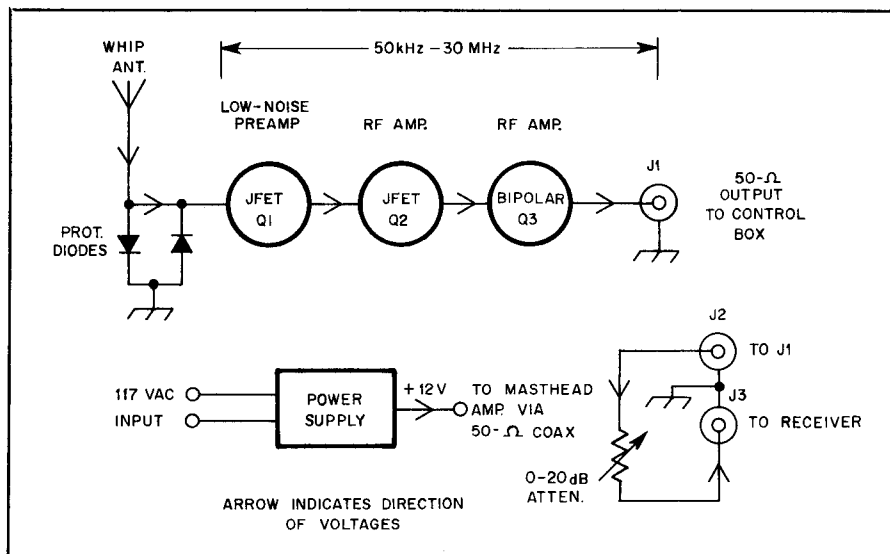 50kHz – 30 MHz
WHIP
ANT.
LOW-NOISE
PREAMP
RF AMP.
RF AMP.
J1
JFET
Q1
JFET
Q2
BIPOLAR
Q3
50-Ω
OUTPUT
TO CONTROL
BOX
PROT.
DIODES
J2
TO J1
J3
TO RECEIVER
117 VAC
INPUT
POWER
SUPPLY
+12V
TO MASTHEAD
AMP. VIA
50-Ω COAX
0-20dB
ATTEN.
ARROW INDICATES DIRECTION
OF VOLTAGES